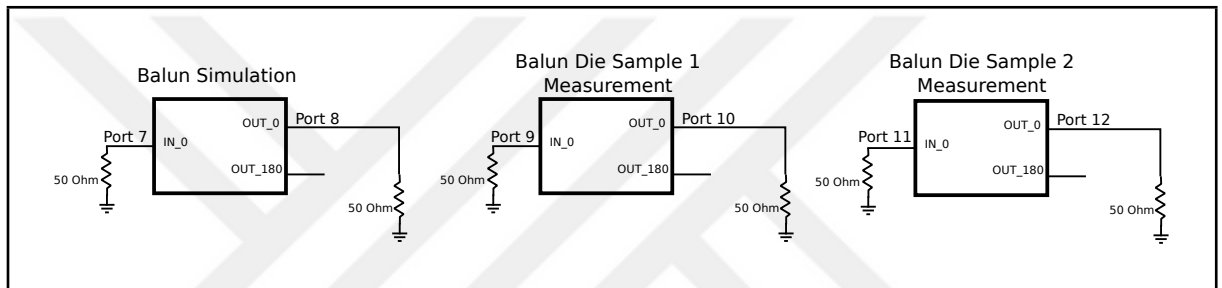 Balun Simulation
Port 7
IN_0
OUT_0
Port 8
OUT_180
50 Ohm
50 Ohm
Balun Die Sample 1
Measurement
Port 9
IN_0
OUT_0
Port 10
OUT_180
50 Ohm
50 Ohm
Balun Die Sample 2
Measurement
Port 11
IN_0
OUT_0
Port 12
OUT_180
50 Ohm
50 Ohm